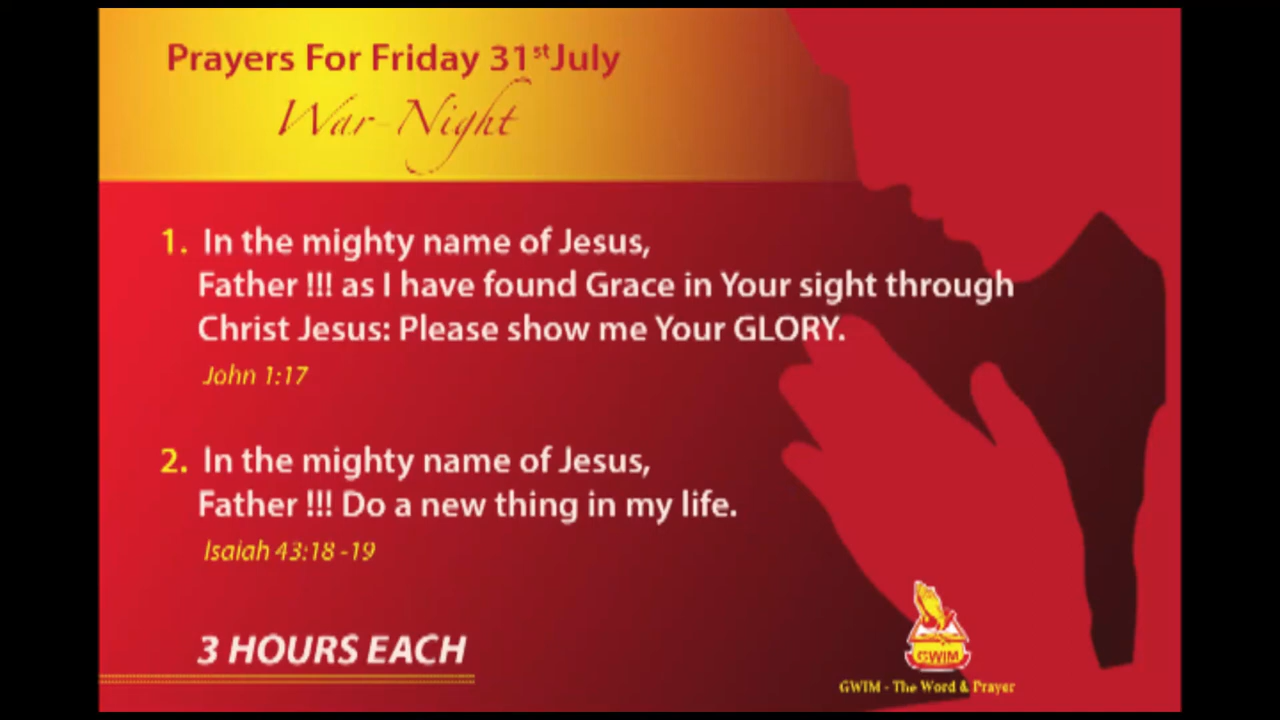 Prayers For Friday 31st July
War-Night
1. In the mighty name of Jesus,
Father !!! as I have found Grace in Your sight through
Christ Jesus: Please show me Your GLORY.
John 1:17
2. In the mighty name of Jesus,
Father !!! Do a new thing in my life.
Isaiah 43:18 -19
3 HOURS EACH
GWIM
GWIM - The Word & Prayer